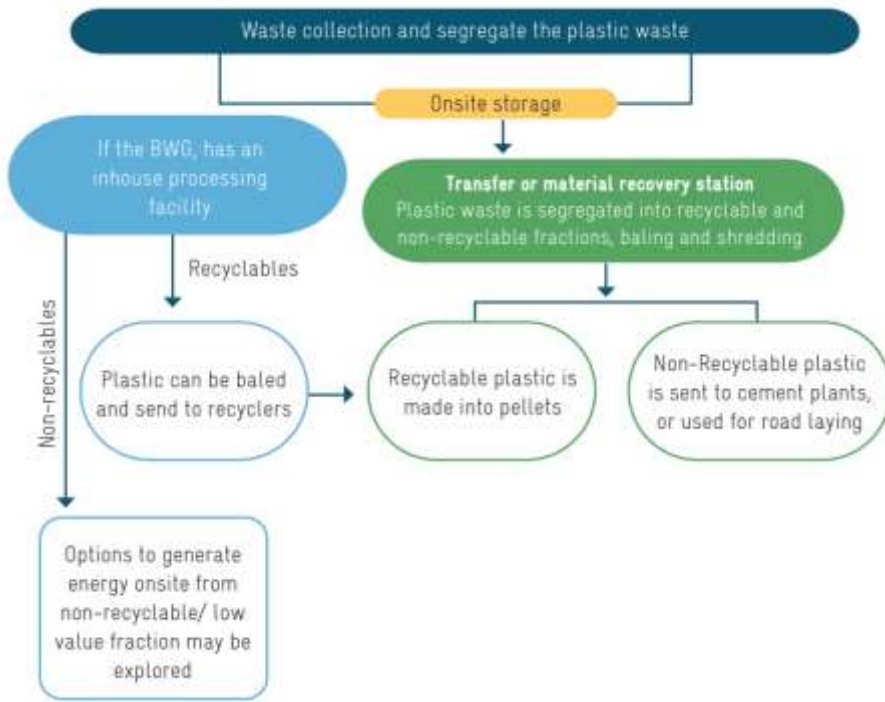 Waste collection and segregate the plastic waste
Onsite storage
If the BWG, has an
inhouse processing
facility
Transfer or material recovery station
Plastic waste is segregated into recyclable and
non-recyclable fractions, baling and shredding
Recyclables
Non-recyclables
Plastic can be baled
and send to recyclers
Recyclable plastic is
made into pellets
Non-Recyclable plastic
is sent to cement plants,
or used for road laying
Options to generate
energy onsite from
non-recyclable/ low
value fraction may be
explored